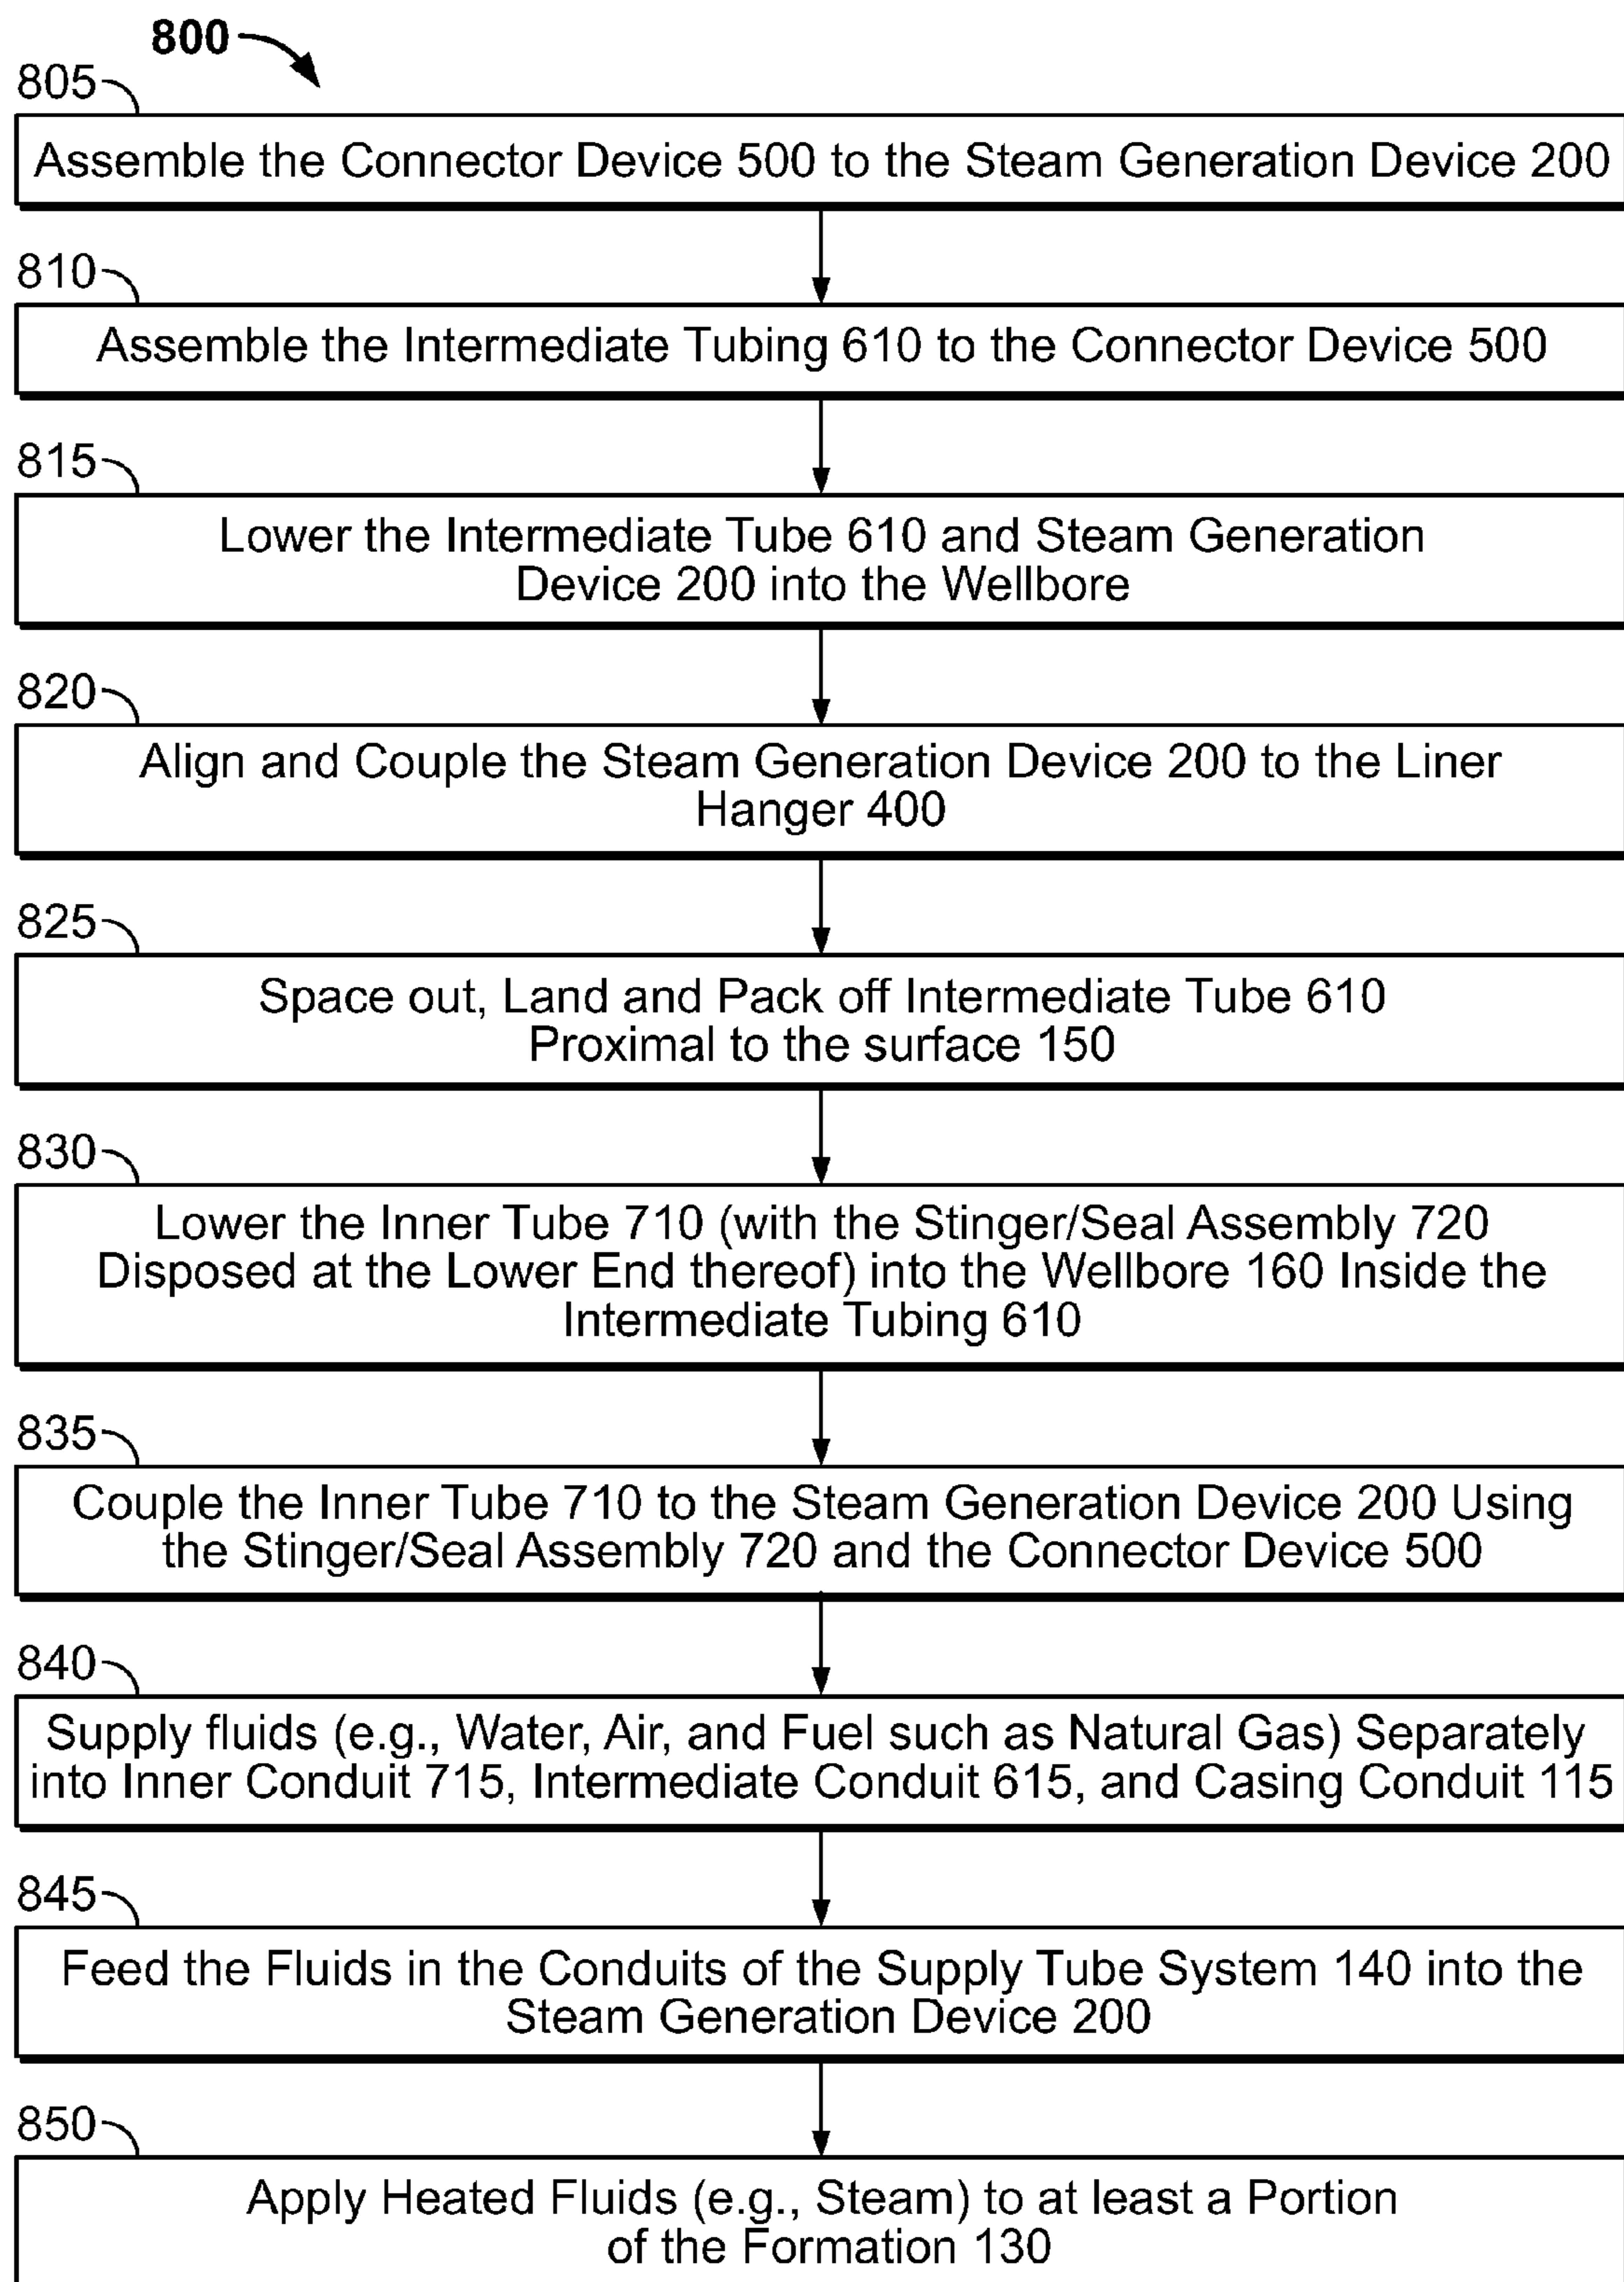 800
805
Assemble the Connector Device 500 to the Steam Generation Device 200
810
Assemble the Intermediate Tubing 610 to the Connector Device 500
815
Lower the Intermediate Tube 610 and Steam Generation
Device 200 into the Wellbore
820
Align and Couple the Steam Generation Device 200 to the Liner
Hanger 400
825
Space out, Land and Pack off Intermediate Tube 610
Proximal to the surface 150
830
Lower the Inner Tube 710 (with the Stinger/Seal Assembly 720
Disposed at the Lower End thereof) into the Wellbore 160 Inside the
Intermediate Tubing 610
835
Couple the Inner Tube 710 to the Steam Generation Device 200 Using
the Stinger/Seal Assembly 720 and the Connector Device 500
840
Supply fluids (e.g., Water, Air, and Fuel such as Natural Gas) Separately
into Inner Conduit 715, Intermediate Conduit 615, and Casing Conduit 115
845
Feed the Fluids in the Conduits of the Supply Tube System 140 into the
Steam Generation Device 200
850
Apply Heated Fluids (e.g., Steam) to at least a Portion
of the Formation 130